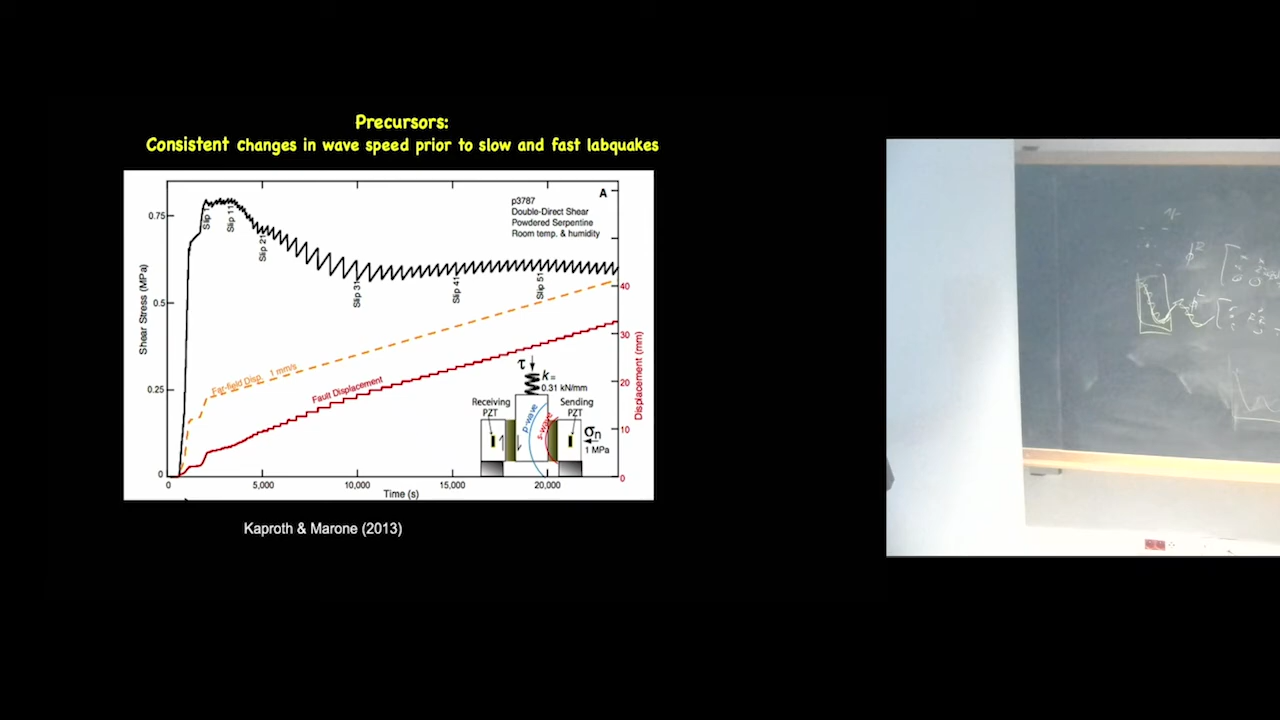 Precursors:
Consistent changes in wave speed prior to slow and fast labquakes
A
p3787
Double-Direct Shear
Powdered Serpentine
Room temp. & humidity
0.75
0.5
0.25
0
Shear Stress (MPa)
Slip 1
Slip 11
Slip 21
Slip 31
Slip 41
Slip 51
Far-field Disp. 1 mm/s
Fault Displacement
40
30
20
10
0
Displacement (mm)
τ
k =
0.31 kN/mm
Receiving
PZT
Sending
PZT
p-wave
s-wave
σn
1 MPa
0
5,000
10,000
15,000
20,000
Time (s)
Kaproth & Marone (2013)